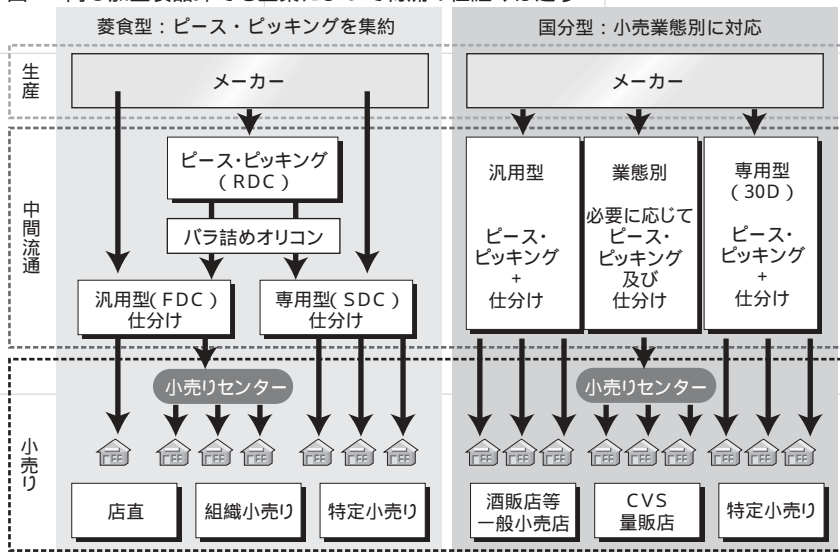 菱食型：ピース・ピッキングを集約
国分型：小売業態別に対応
生産
メーカー
メーカー
中間流通
ピース・ピッキング
（RDC）
バラ詰めオリコン
汎用型（FDC）
仕分け
専用型（SDC）
仕分け
汎用型
ピース・
ピッキング
+
仕分け
業態別
必要に応じて
ピース・
ピッキング
及び
仕分け
専用型
（30D）
ピース・
ピッキング
+
仕分け
小売り
小売りセンター
小売りセンター
店直
組織小売り
特定小売り
酒販店等
一般小売店
CVS
量販店
特定小売り